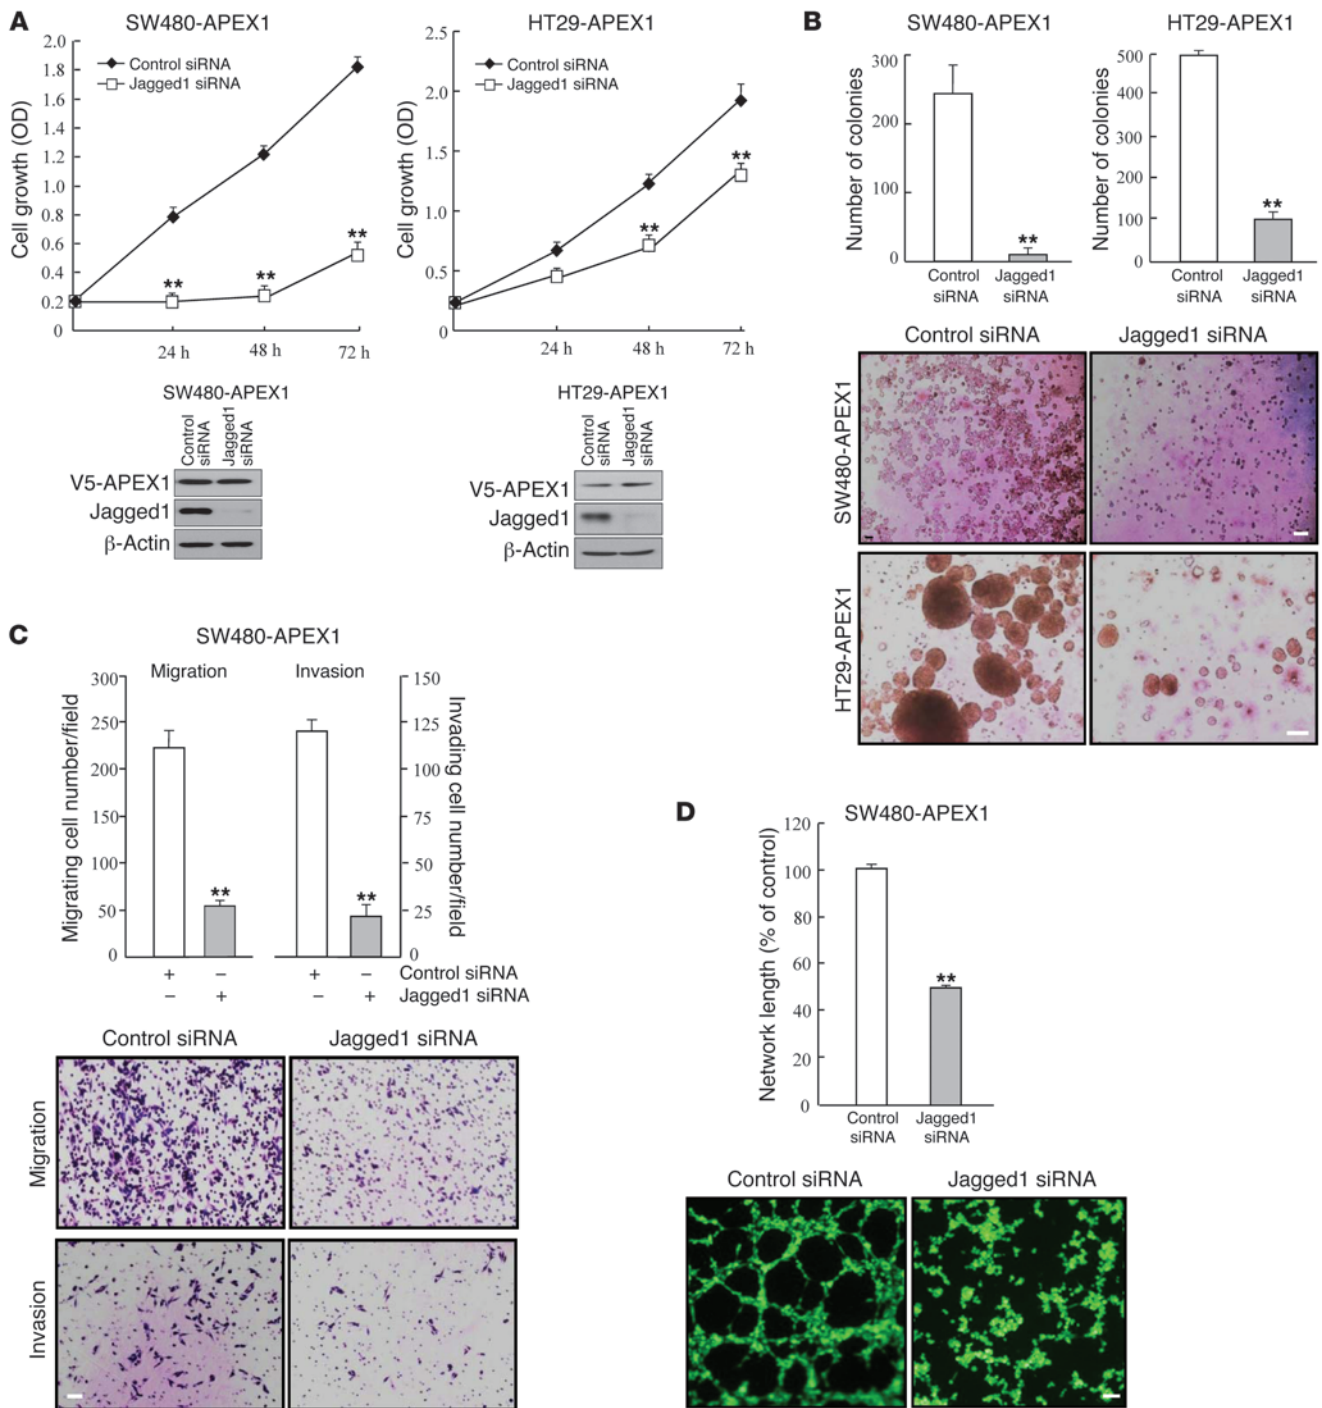 A
SW480-APEX1
Cell growth (OD)
2.0
1.8
1.6
1.4
1.2
1.0
0.8
0.6
0.4
0.2
0
Control siRNA
Jagged1 siRNA
**
**
**
24 h
48 h
72 h
HT29-APEX1
Cell growth (OD)
2.5
2.0
1.5
1.0
0.5
0
Control siRNA
Jagged1 siRNA
**
**
24 h
48 h
72 h
SW480-APEX1
Control
siRNA
Jagged1
siRNA
V5-APEX1
Jagged1
β-Actin
HT29-APEX1
Control
siRNA
Jagged1
siRNA
V5-APEX1
Jagged1
β-Actin
B
SW480-APEX1
Number of colonies
300
200
100
0
**
Control
siRNA
Jagged1
siRNA
HT29-APEX1
Number of colonies
500
400
300
200
100
0
**
Control
siRNA
Jagged1
siRNA
Control siRNA
Jagged1 siRNA
SW480-APEX1
HT29-APEX1
C
SW480-APEX1
Migration
Invasion
Migrating cell number/field
300
250
200
150
100
50
0
**
**
150
125
100
75
50
25
0
Invading cell number/field
+ – + – Control siRNA
– + – + Jagged1 siRNA
Control siRNA
Jagged1 siRNA
Migration
Invasion
D
SW480-APEX1
Network length (% of control)
120
100
80
60
40
20
0
**
Control
siRNA
Jagged1
siRNA
Control siRNA
Jagged1 siRNA